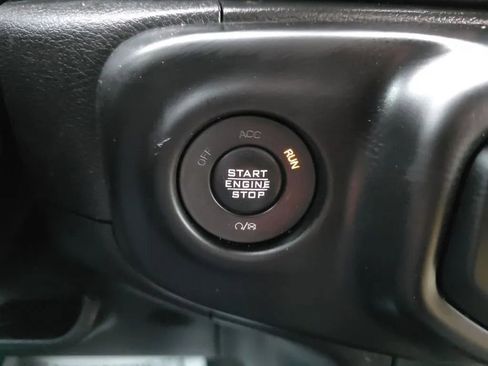 OFF ACC RUN
START
ENGINE
STOP